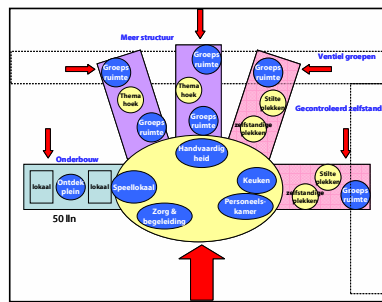 Meer structuur
Ventiel groepen
Groeps
ruimte
Groeps
ruimte
Groeps
ruimte
Thema
hoek
Thema
hoek
Stilte
plekken
Gecontroleerd zelfstand
Groeps
ruimte
Groeps
ruimte
zelfstandige
plekken
Onderbouw
Handvaardig
heid
lokaal
Ontdek
plein
lokaal
Speellokaal
Keuken
Stilte
plekken
zelfstandige
plekken
Groeps
ruimte
Personeels-
kamer
Zorg &
begeleiding
50 lln